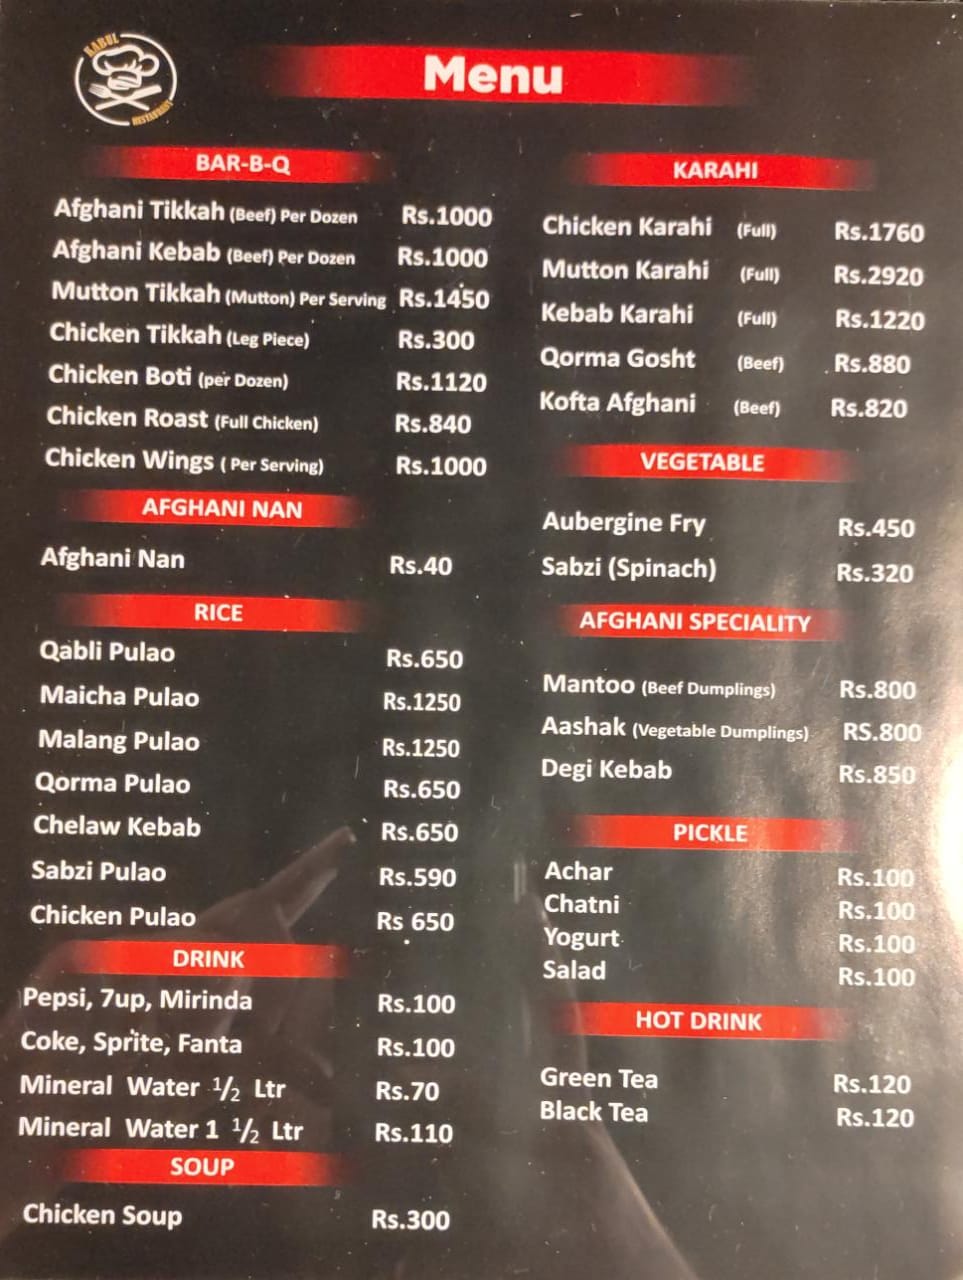 KABUL
RESTAURANT
Menu
BAR-B-Q
Afghani Tikkah (Beef) Per Dozen Rs.1000
Afghani Kebab (Beef) Per Dozen Rs.1000
Mutton Tikkah (Mutton) Per Serving Rs.1450
Chicken Tikkah (Leg Piece) Rs.300
Chicken Boti (per Dozen) Rs.1120
Chicken Roast (Full Chicken) Rs.840
Chicken Wings ( Per Serving) Rs.1000
AFGHANI NAN
Afghani Nan Rs.40
RICE
Qabli Pulao Rs.650
Maicha Pulao Rs.1250
Malang Pulao Rs.1250
Qorma Pulao Rs.650
Chelaw Kebab Rs.650
Sabzi Pulao Rs.590
Chicken Pulao Rs 650
DRINK
Pepsi, 7up, Mirinda Rs.100
Coke, Sprite, Fanta Rs.100
Mineral Water 1/2 Ltr Rs.70
Mineral Water 1 1/2 Ltr Rs.110
SOUP
Chicken Soup Rs.300
KARAHI
Chicken Karahi (Full) Rs.1760
Mutton Karahi (Full) Rs.2920
Kebab Karahi (Full) Rs.1220
Qorma Gosht (Beef) Rs.880
Kofta Afghani (Beef) Rs.820
VEGETABLE
Aubergine Fry Rs.450
Sabzi (Spinach) Rs.320
AFGHANI SPECIALITY
Mantoo (Beef Dumplings) Rs.800
Aashak (Vegetable Dumplings) RS.800
Degi Kebab Rs.850
PICKLE
Achar Rs.100
Chatni Rs.100
Yogurt Rs.100
Salad Rs.100
HOT DRINK
Green Tea Rs.120
Black Tea Rs.120